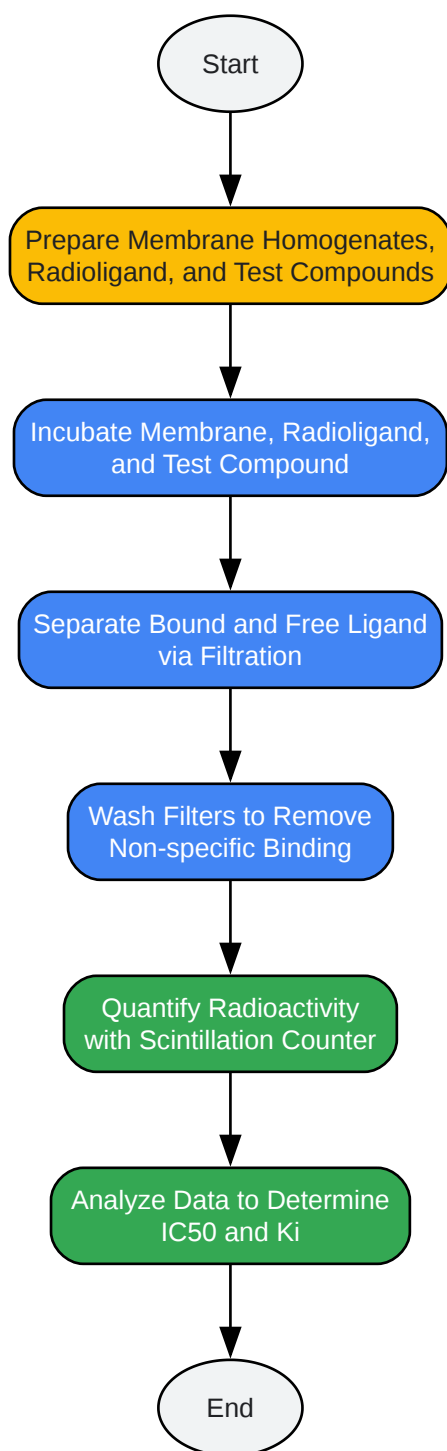 Start
Prepare Membrane Homogenates,
Radioligand, and Test Compounds
Incubate Membrane, Radioligand,
and Test Compound
Separate Bound and Free Ligand
via Filtration
Wash Filters to Remove
Non-specific Binding
Quantify Radioactivity
with Scintillation Counter
Analyze Data to Determine
IC50 and Ki
End